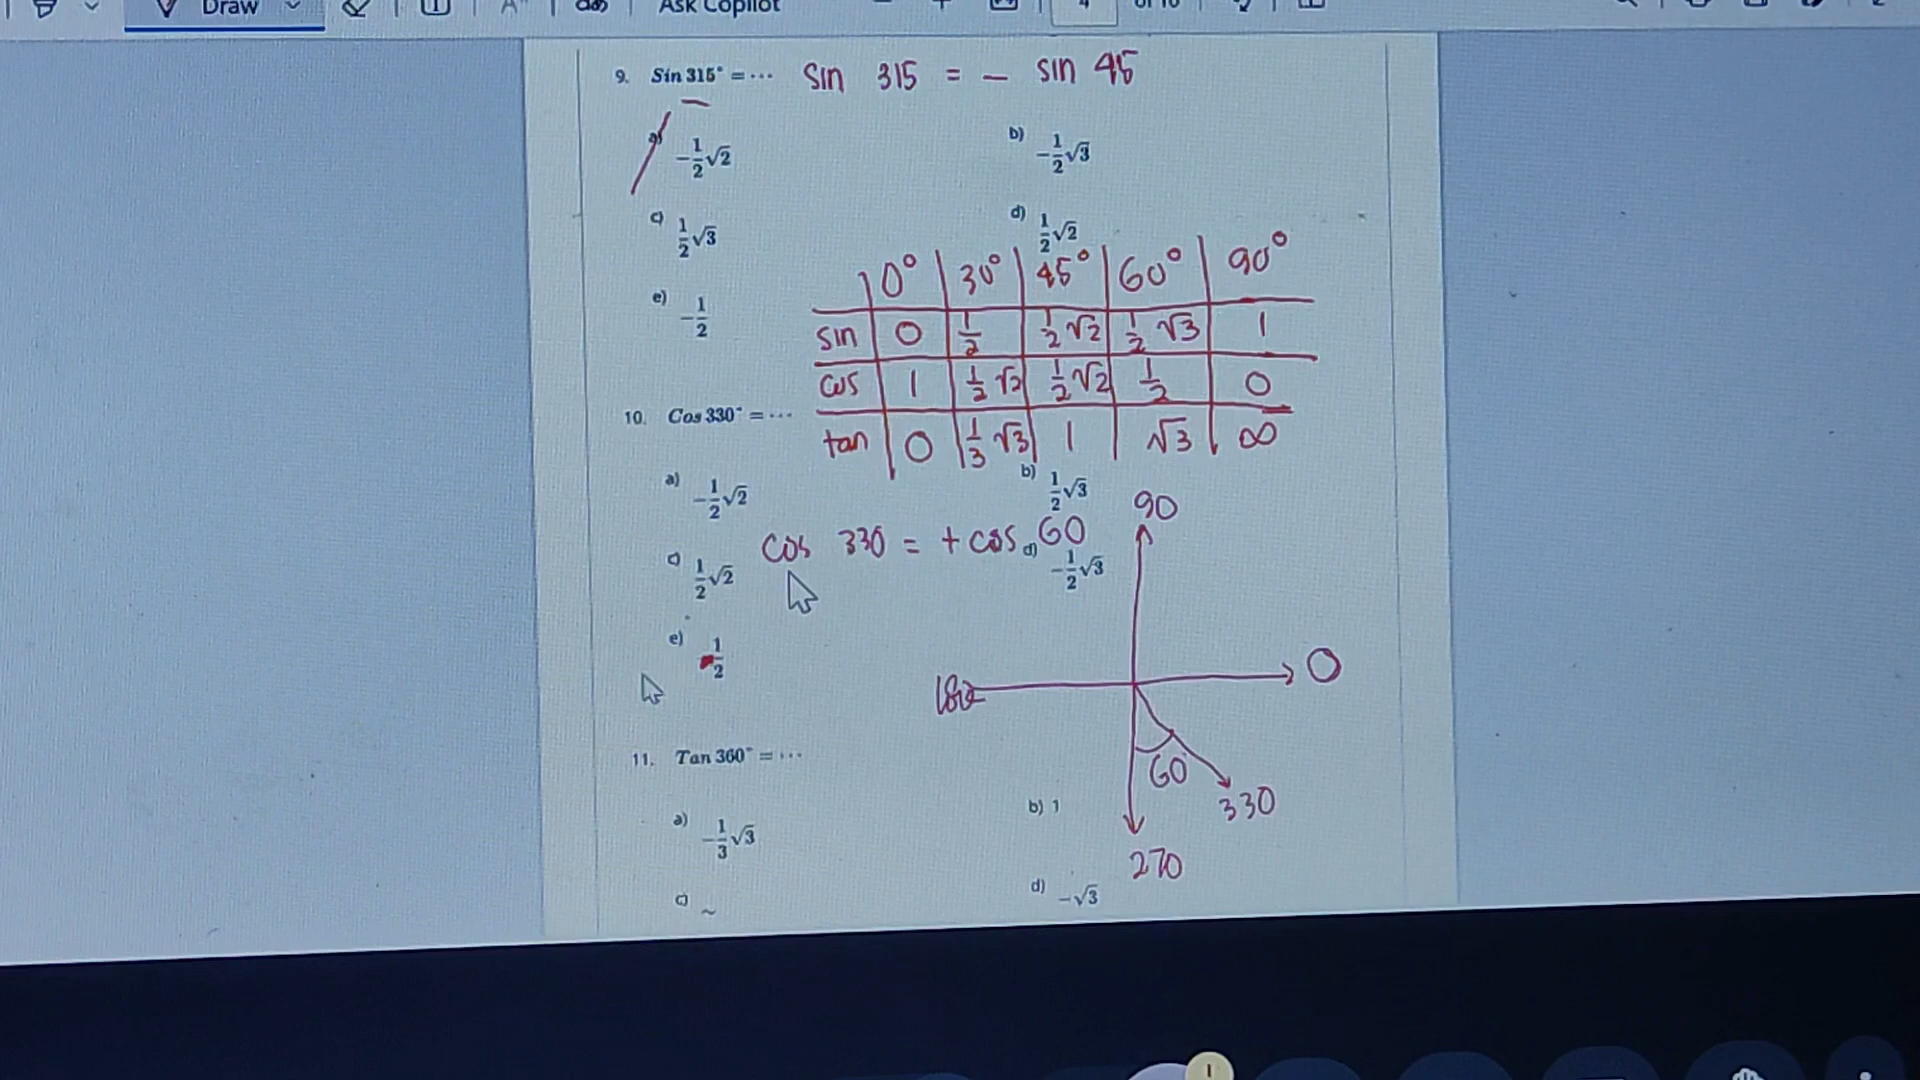 Draw
Ask Copilot
9. Sin 315° = ··· sin 315 = - sin 45
a) -1/2√2
b) -1/2√3
c) 1/2√3
d) 1/2√2
e) -1/2
0° 30° 45° 60° 90°
sin 0 1/2 1/2√2 1/2√3 1
cos 1 1/2√2 1/2√2 1/2 0
tan 0 1/3√3 1 √3 ∞
10. Cos 330° = ···
a) -1/2√2
b) 1/2√3
cos 330 = + cos 60
c) 1/2√2
d) -1/2√3
e) 1/2
90
0
180
60
330
270
11. Tan 360° = ···
a) -1/3√3
b) 1
c) ~
d) -√3